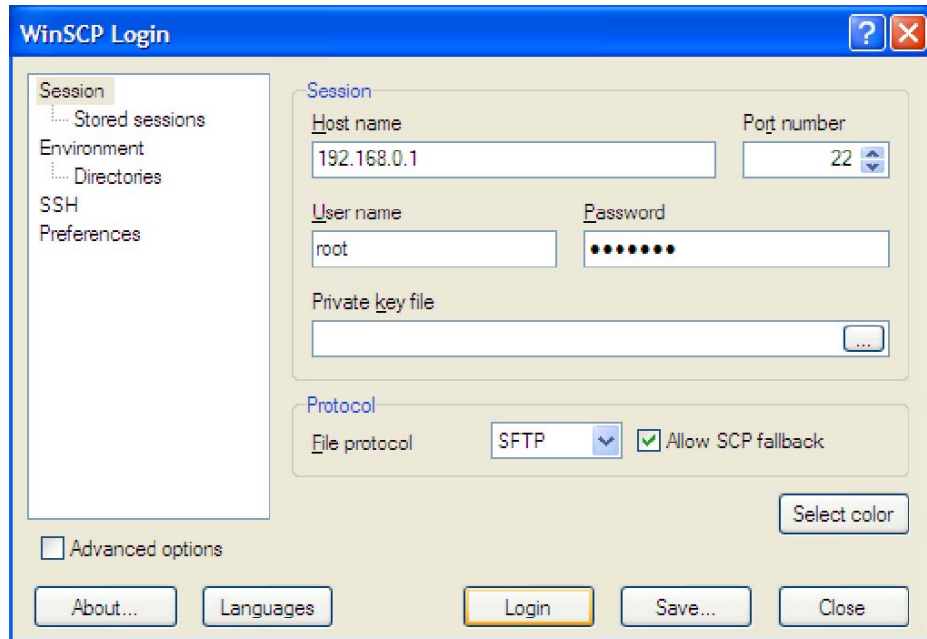 WinSCP Login
Session
Stored sessions
Environment
Directories
SSH
Preferences
Session
Host name Port number
192.168.0.1 22
User name Password
root •••••••
Private key file
...
Protocol
File protocol SFTP Allow SCP fallback
Select color
Advanced options
About... Languages Login Save... Close